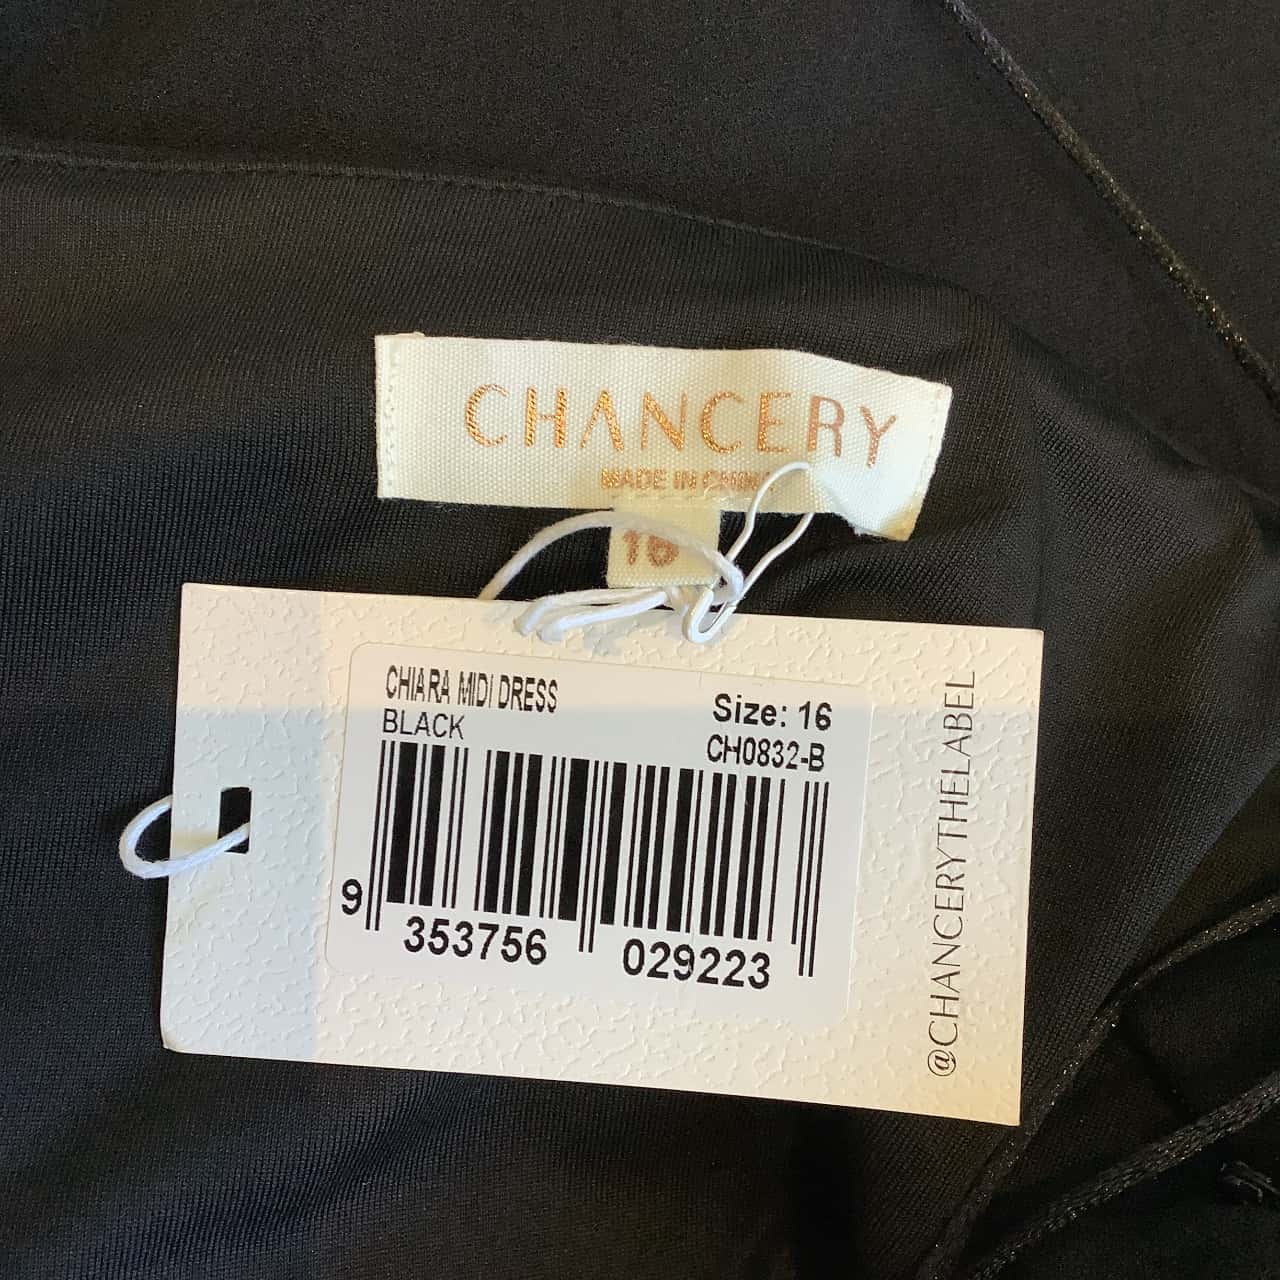 CHANCERY
MADE IN CHINA
16
CHIARA MIDI DRESS
BLACK
Size: 16
CH0832-B
9 353756 029223
@CHANCERYTHELABEL